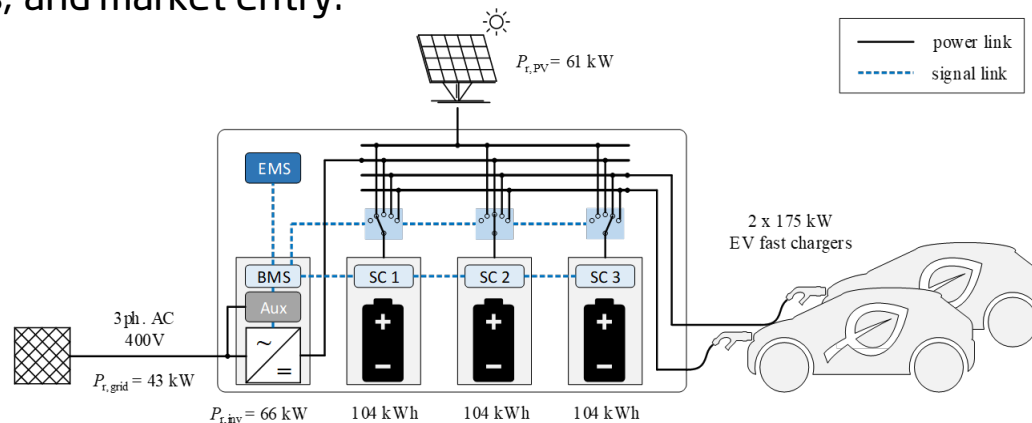 s, and market entry.
P_r,PV = 61 kW
power link
signal link
EMS
2 x 175 kW
EV fast chargers
BMS
SC 1
SC 2
SC 3
Aux
3ph. AC
400V
P_r,grid = 43 kW
P_r,inv = 66 kW
104 kWh
104 kWh
104 kWh